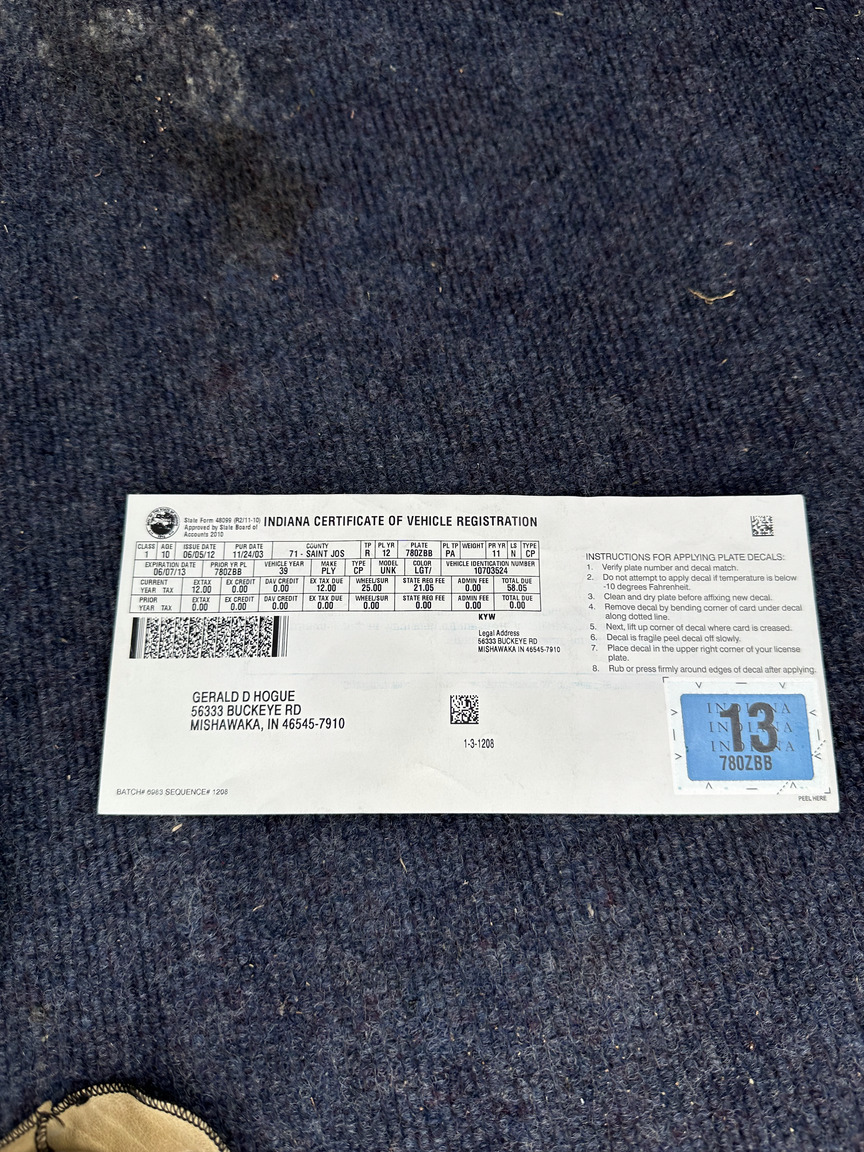 State Form 48099 (R2/11-10)
Approved by State Board of
Accounts 2010
INDIANA CERTIFICATE OF VEHICLE REGISTRATION
CLASS AGE ISSUE DATE PUR DATE COUNTY TP PL YR PLATE PL TP WEIGHT PR YR LS TYPE
1 10 06/05/12 11/24/03 71 - SAINT JOS R 12 780ZBB PA 11 N CP
EXPIRATION DATE PRIOR YR PL VEHICLE YEAR MAKE TYPE MODEL COLOR VEHICLE IDENTICATION NUMBER
06/07/13 780ZBB 39 PLY CP UNK LGT/ 10703524
CURRENT YEAR TAX EX TAX EX CREDIT DAV CREDIT EX TAX DUE WHEEL/SUR STATE REG FEE ADMIN FEE TOTAL DUE
12.00 0.00 0.00 12.00 25.00 21.05 0.00 58.05
PRIOR YEAR TAX EX TAX EX CREDIT DAV CREDIT EX TAX DUE WHEEL/SUR STATE REG FEE ADMIN FEE TOTAL DUE
0.00 0.00 0.00 0.00 0.00 0.00 0.00 0.00
KYW
Legal Address
56333 BUCKEYE RD
MISHAWAKA IN 46545-7910
GERALD D HOGUE
56333 BUCKEYE RD
MISHAWAKA, IN 46545-7910
1-3-1208
BATCH# 6983 SEQUENCE# 1208
INSTRUCTIONS FOR APPLYING PLATE DECALS:
1. Verify plate number and decal match.
2. Do not attempt to apply decal if temperature is below
-10 degrees Fahrenheit.
3. Clean and dry plate before affixing new decal.
4. Remove decal by bending corner of card under decal
along dotted line.
5. Next, lift up corner of decal where card is creased.
6. Decal is fragile peel decal off slowly.
7. Place decal in the upper right corner of your license
plate.
8. Rub or press firmly around edges of decal after applying.
INDIANA
INDIANA
INDIANA
13
780ZBB
PEEL HERE